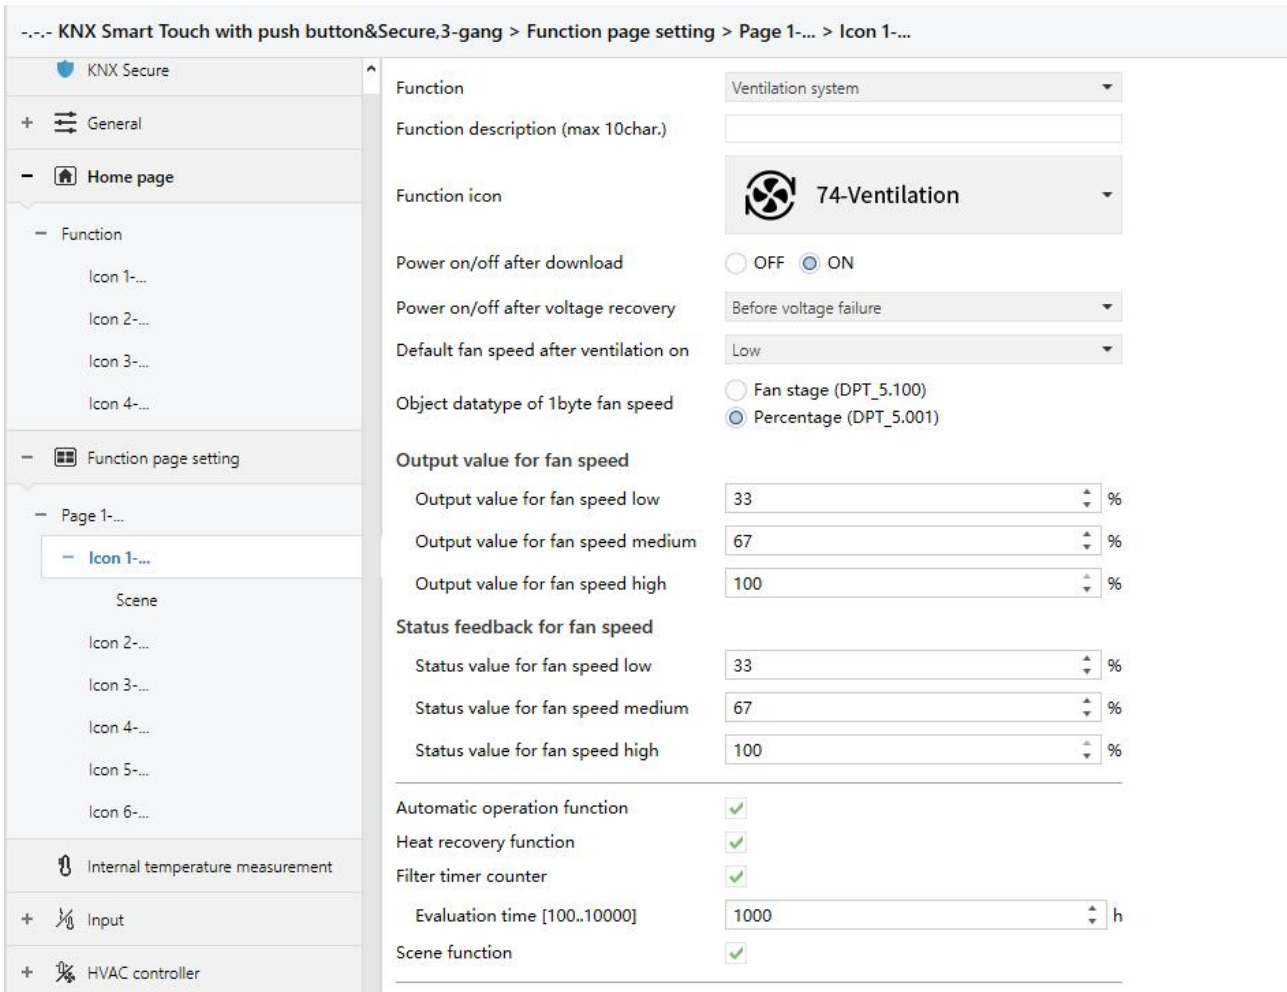 -.-.- KNX Smart Touch with push button&Secure,3-gang > Function page setting > Page 1-... > Icon 1-...
KNX Secure
+ General
– Home page
– Function
Icon 1-...
Icon 2-...
Icon 3-...
Icon 4-...
– Function page setting
– Page 1-...
– Icon 1-...
Scene
Icon 2-...
Icon 3-...
Icon 4-...
Icon 5-...
Icon 6-...
Internal temperature measurement
+ Input
+ HVAC controller
Function Ventilation system
Function description (max 10char.)
Function icon 74-Ventilation
Power on/off after download OFF ON
Power on/off after voltage recovery Before voltage failure
Default fan speed after ventilation on Low
Object datatype of 1byte fan speed Fan stage (DPT_5.100)
Percentage (DPT_5.001)
Output value for fan speed
Output value for fan speed low 33 %
Output value for fan speed medium 67 %
Output value for fan speed high 100 %
Status feedback for fan speed
Status value for fan speed low 33 %
Status value for fan speed medium 67 %
Status value for fan speed high 100 %
Automatic operation function
Heat recovery function
Filter timer counter
Evaluation time [100..10000] 1000 h
Scene function